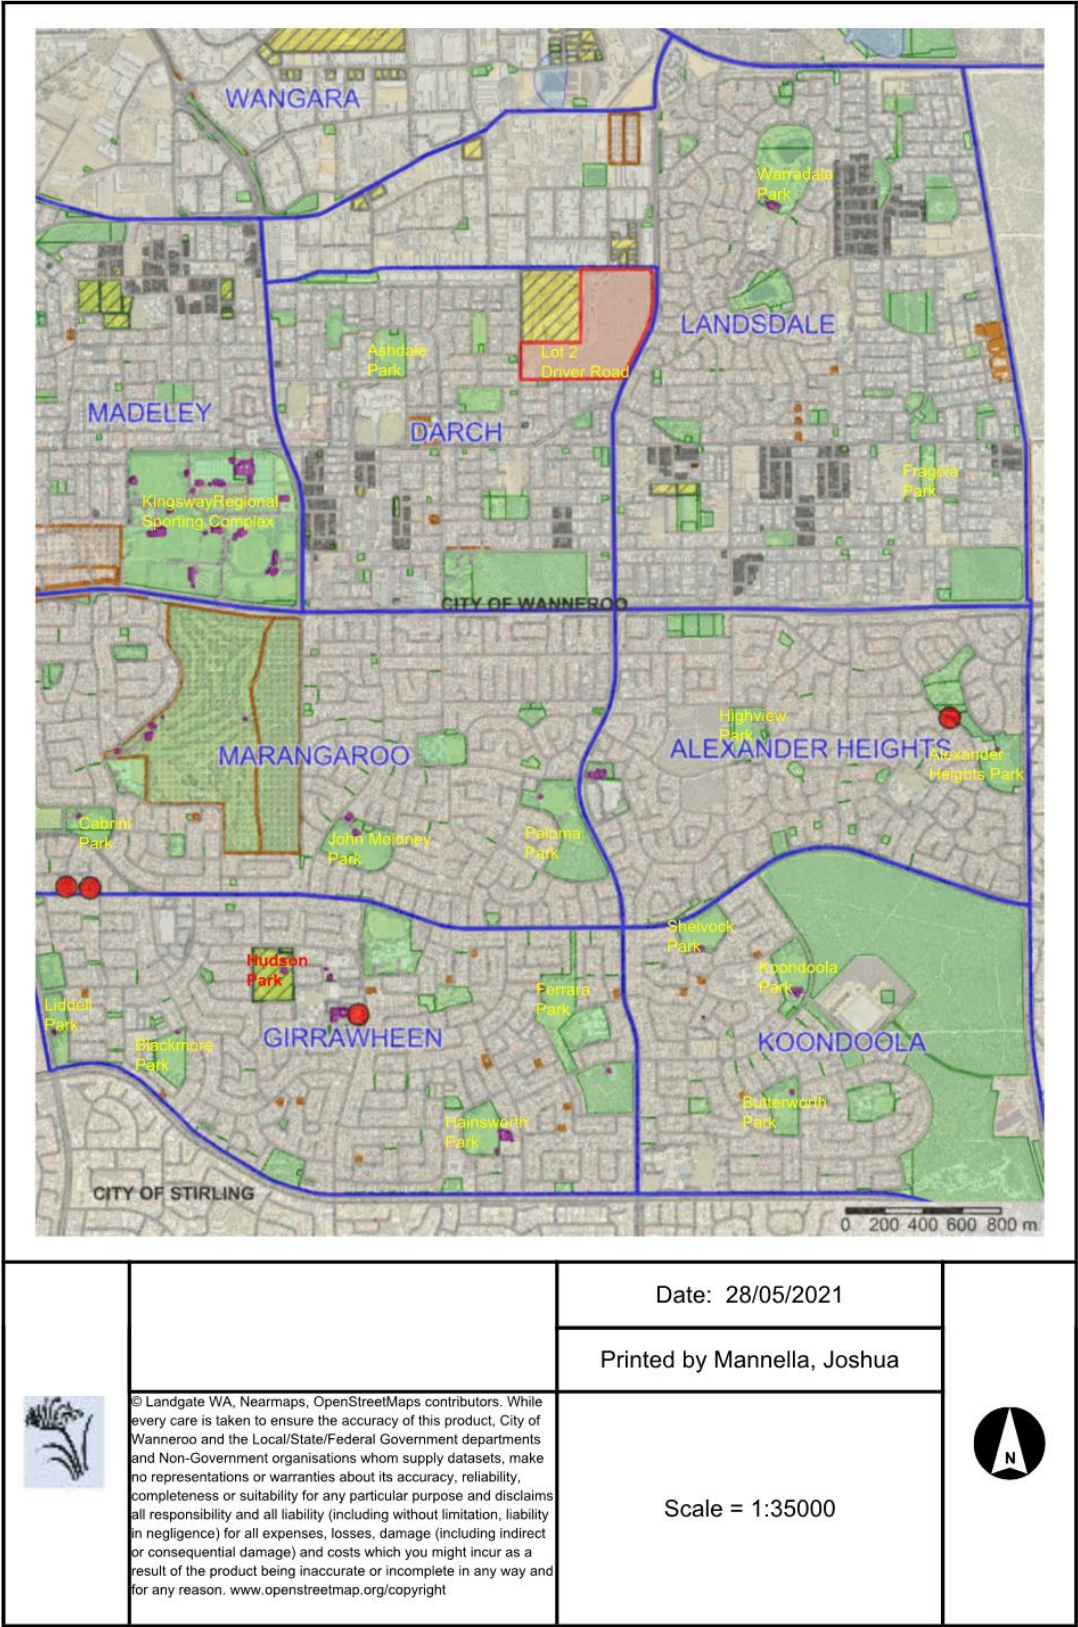 WANGARA
Warradale
Park
LANDSDALE
Ashdale
Park
Lot 2
Driver Road
MADELEY
DARCH
Fragola
Park
KingswayRegional
Sporting Complex
CITY OF WANNEROO
Highview
Park
MARANGAROO
ALEXANDER HEIGHTS
Alexander
Heights Park
Cabrini
Park
John Moloney
Park
Paloma
Park
Shelvock
Park
Hudson
Park
Koondoola
Park
Liddell
Park
Ferrara
Park
GIRRAWHEEN
KOONDOOLA
Blackmore
Park
Hainsworth
Park
Butterworth
Park
CITY OF STIRLING
0 200 400 600 800 m
Date: 28/05/2021
Printed by Mannella, Joshua
© Landgate WA, Nearmaps, OpenStreetMaps contributors. While
every care is taken to ensure the accuracy of this product, City of
Wanneroo and the Local/State/Federal Government departments
and Non-Government organisations whom supply datasets, make
no representations or warranties about its accuracy, reliability,
completeness or suitability for any particular purpose and disclaims
all responsibility and all liability (including without limitation, liability
in negligence) for all expenses, losses, damage (including indirect
or consequential damage) and costs which you might incur as a
result of the product being inaccurate or incomplete in any way and
for any reason. www.openstreetmap.org/copyright
Scale = 1:35000
N